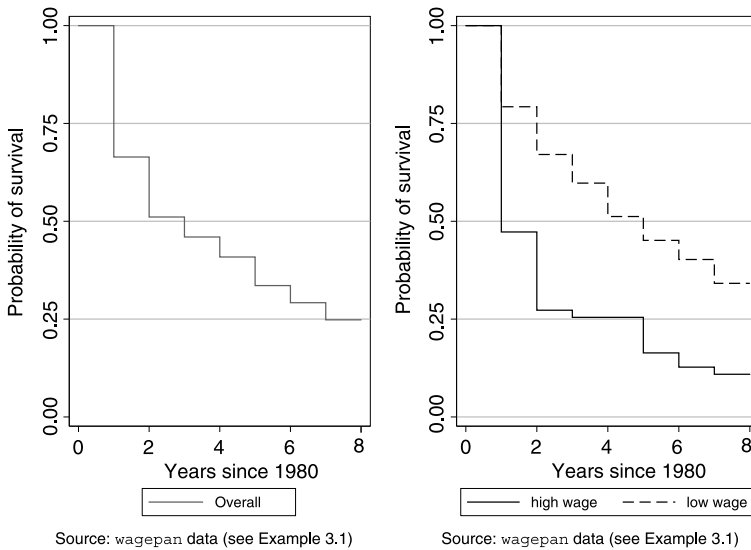 Probability of survival
1.00
0.75
0.50
0.25
0.00
0 2 4 6 8
Years since 1980
Overall
Source: wagepan data (see Example 3.1)
Probability of survival
1.00
0.75
0.50
0.25
0.00
0 2 4 6 8
Years since 1980
high wage low wage
Source: wagepan data (see Example 3.1)